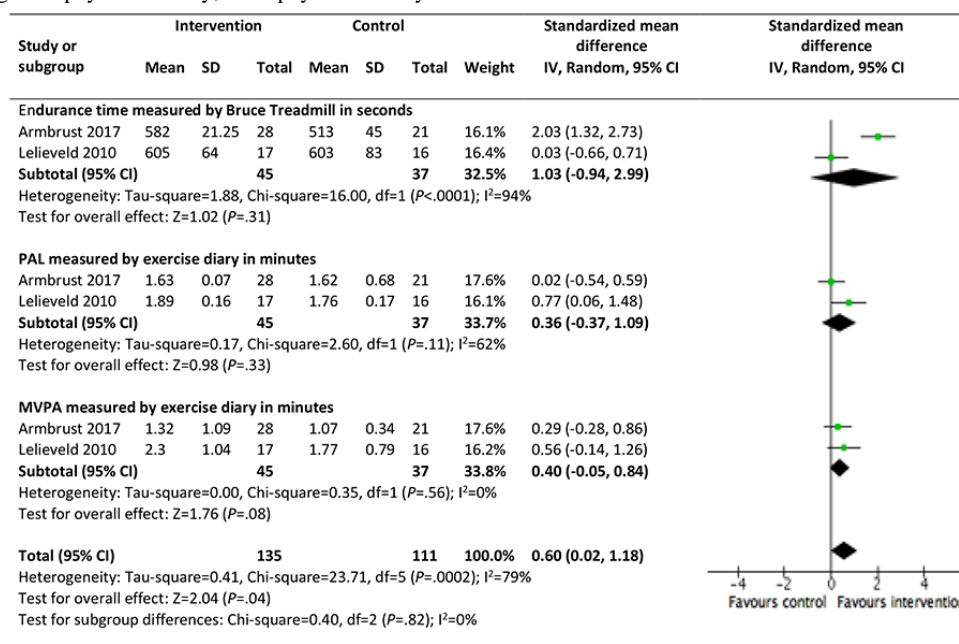 Intervention Control Standardized mean Standardized mean
Study or difference difference
subgroup Mean SD Total Mean SD Total Weight IV, Random, 95% CI IV, Random, 95% CI
Endurance time measured by Bruce Treadmill in seconds
Armbrust 2017 582 21.25 28 513 45 21 16.1% 2.03 (1.32, 2.73)
Lelieveld 2010 605 64 17 603 83 16 16.4% 0.03 (-0.66, 0.71)
Subtotal (95% CI) 45 37 32.5% 1.03 (-0.94, 2.99)
Heterogeneity: Tau-square=1.88, Chi-square=16.00, df=1 (P<.0001); I²=94%
Test for overall effect: Z=1.02 (P=.31)
PAL measured by exercise diary in minutes
Armbrust 2017 1.63 0.07 28 1.62 0.68 21 17.6% 0.02 (-0.54, 0.59)
Lelieveld 2010 1.89 0.16 17 1.76 0.17 16 16.1% 0.77 (0.06, 1.48)
Subtotal (95% CI) 45 37 33.7% 0.36 (-0.37, 1.09)
Heterogeneity: Tau-square=0.17, Chi-square=2.60, df=1 (P=.11); I²=62%
Test for overall effect: Z=0.98 (P=.33)
MVPA measured by exercise diary in minutes
Armbrust 2017 1.32 1.09 28 1.07 0.34 21 17.6% 0.29 (-0.28, 0.86)
Lelieveld 2010 2.3 1.04 17 1.77 0.79 16 16.2% 0.56 (-0.14, 1.26)
Subtotal (95% CI) 45 37 33.8% 0.40 (-0.05, 0.84)
Heterogeneity: Tau-square=0.00, Chi-square=0.35, df=1 (P=.56); I²=0%
Test for overall effect: Z=1.76 (P=.08)
Total (95% CI) 135 111 100.0% 0.60 (0.02, 1.18)
Heterogeneity: Tau-square=0.41, Chi-square=23.71, df=5 (P=.0002); I²=79%
Test for overall effect: Z=2.04 (P=.04)
Test for subgroup differences: Chi-square=0.40, df=2 (P=.82); I²=0%
-4 -2 0 2 4
Favours control Favours intervention